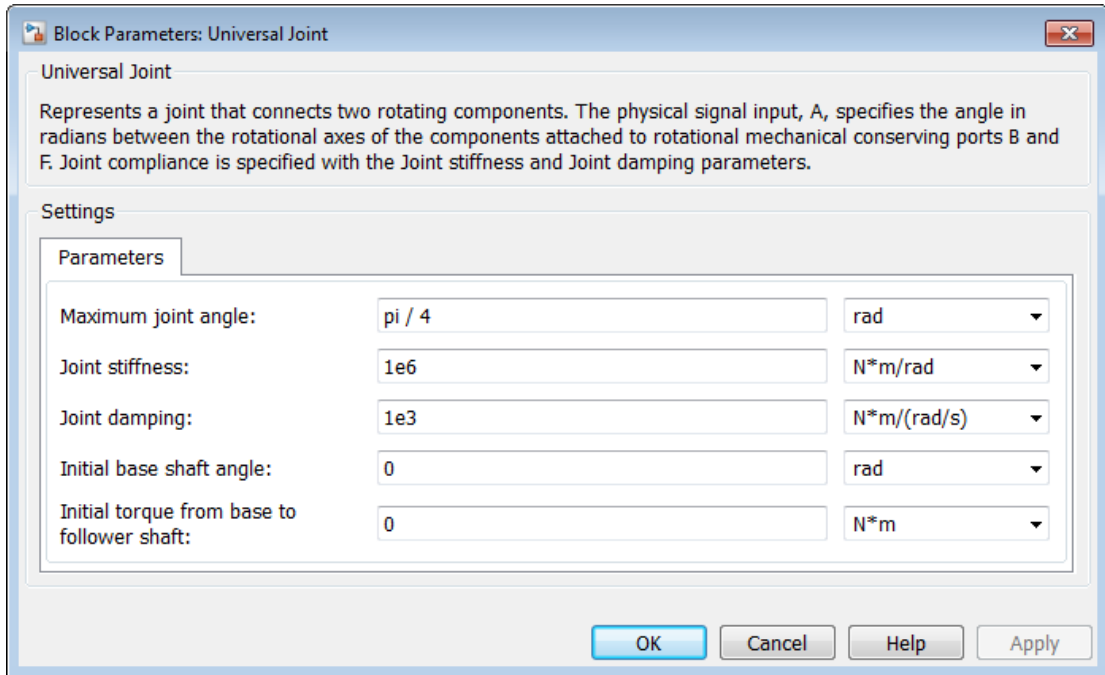 Block Parameters: Universal Joint
Universal Joint
Represents a joint that connects two rotating components. The physical signal input, A, specifies the angle in
radians between the rotational axes of the components attached to rotational mechanical conserving ports B and
F. Joint compliance is specified with the Joint stiffness and Joint damping parameters.
Settings
Parameters
Maximum joint angle: pi / 4 rad
Joint stiffness: 1e6 N*m/rad
Joint damping: 1e3 N*m/(rad/s)
Initial base shaft angle: 0 rad
Initial torque from base to
follower shaft: 0 N*m
OK Cancel Help Apply